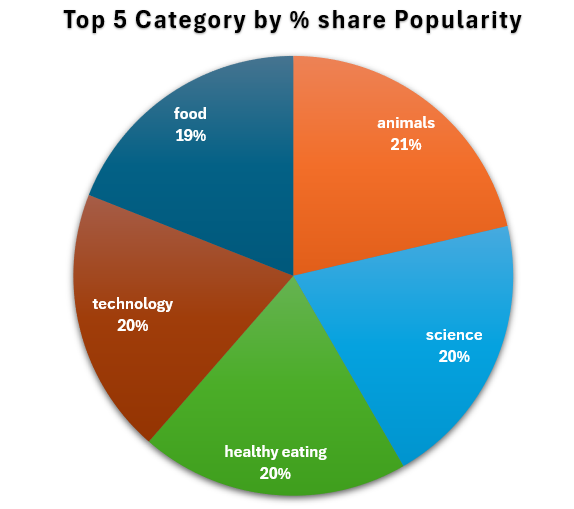 Top 5 Category by % share Popularity
food
19%
animals
21%
technology
20%
science
20%
healthy eating
20%